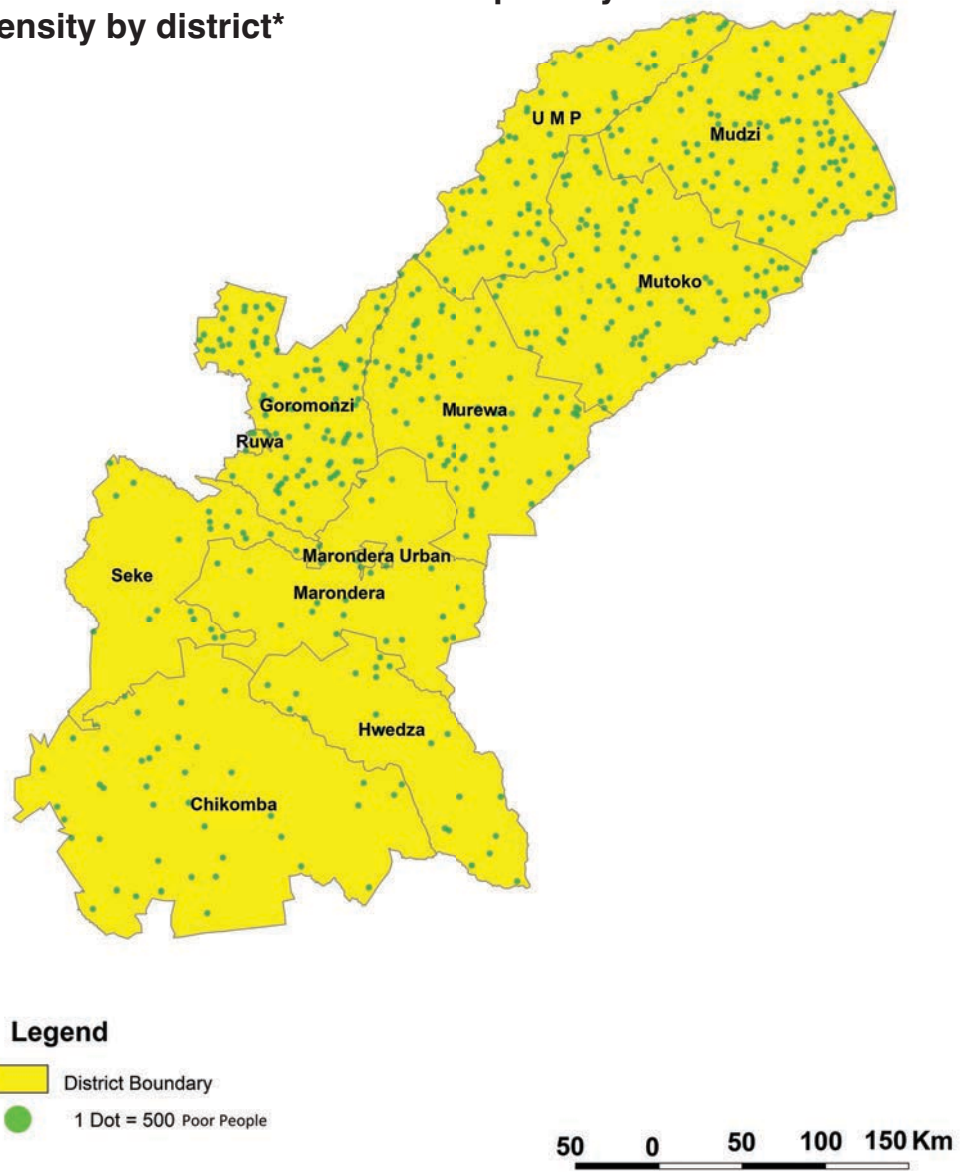 ensity by district*
U M P
Mudzi
Mutoko
Goromonzi
Murewa
Ruwa
Marondera Urban
Seke
Marondera
Hwedza
Chikomba
Legend
District Boundary
1 Dot = 500 Poor People
50 0 50 100 150 Km